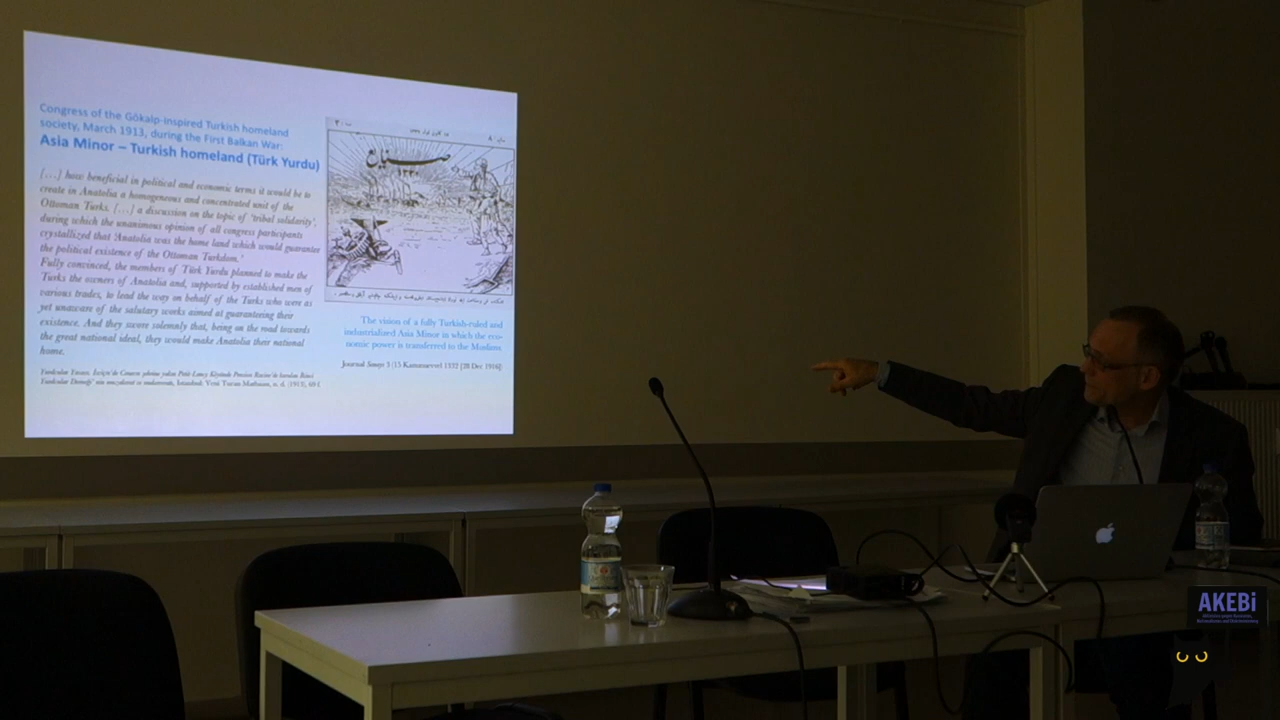 Congress of the Gökalp-inspired Turkish homeland
society, March 1913, during the First Balkan War:
Asia Minor – Turkish homeland (Türk Yurdu)
[…] how beneficial in political and economic terms it would be to
create in Anatolia a homogeneous and concentrated unit of the
Ottoman Turks. […] a discussion on the topic of 'tribal solidarity',
during which the unanimous opinion of all congress participants
crystallized that 'Anatolia was the home land which would guarantee
the political existence of the Ottoman Turkdom.'
Fully convinced, the members of Türk Yurdu planned to make the
Turks the owners of Anatolia and, supported by established men of
various trades, to lead the way on behalf of the Turks who were as
yet unaware of the salutary works aimed at guaranteeing their
existence. And they swore solemnly that, being on the road towards
the great national ideal, they would make Anatolia their national
home.
صنايع
١٣٣٢
The vision of a fully Turkish-ruled and
industrialized Asia Minor in which the eco-
nomic power is transferred to the Muslims
Journal Sanayi 3 [15 Kanunuevvel 1332 [28 Dec 1916]
AKEBi